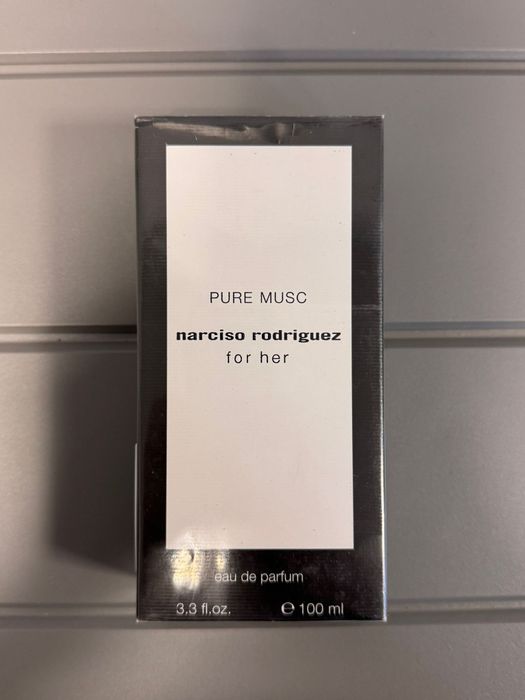 PURE MUSC
narciso rodriguez
for her
eau de parfum
3.3 fl.oz. ℮ 100 ml